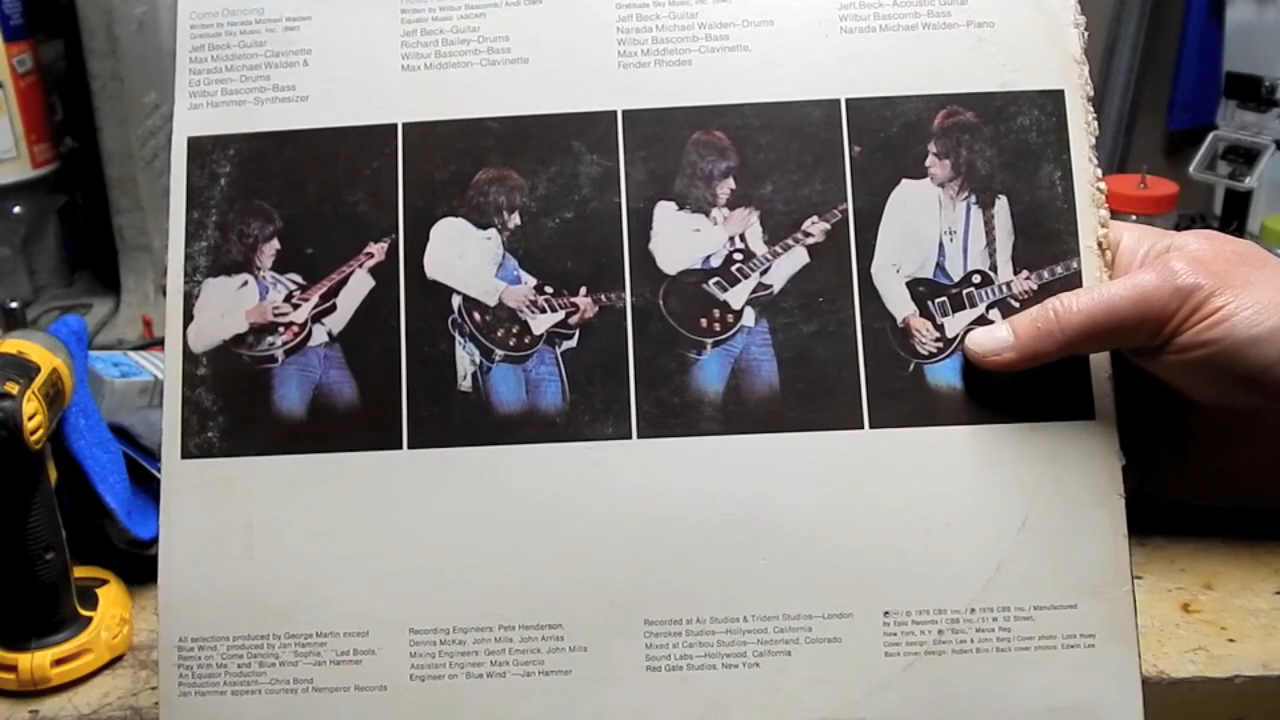 Come Dancing
Written by Narada Michael Walden
Gratitude Sky Music, Inc. (BMI)
Jeff Beck–Guitar
Max Middleton–Clavinette
Narada Michael Walden &
Ed Green–Drums
Wilbur Bascomb–Bass
Jan Hammer–Synthesizer
Written by Wilbur Bascomb/ Andi Clark
Equator Music (ASCAP)
Jeff Beck–Guitar
Richard Bailey–Drums
Wilbur Bascomb–Bass
Max Middleton–Clavinette
Gratitude Sky Music, Inc. (BMI)
Jeff Beck–Guitar
Narada Michael Walden–Drums
Wilbur Bascomb–Bass
Max Middleton–Clavinette,
Fender Rhodes
Jeff Beck–Acoustic Guitar
Wilbur Bascomb–Bass
Narada Michael Walden–Piano
All selections produced by George Martin except
"Blue Wind," produced by Jan Hammer
Remix on "Come Dancing," "Sophie," "Led Boots,"
"Play With Me," and "Blue Wind"—Jan Hammer
An Equator Production
Production Assistant—Chris Bond
Jan Hammer appears courtesy of Nemperor Records
Recording Engineers: Pete Henderson,
Dennis McKay, John Mills, John Arrias
Mixing Engineers: Geoff Emerick, John Mills
Assistant Engineer: Mark Guercio
Engineer on "Blue Wind"—Jan Hammer
Recorded at Air Studios & Trident Studios—London
Cherokee Studios—Hollywood, California
Mixed at Caribou Studios—Nederland, Colorado
Sound Labs—Hollywood, California
Red Gate Studios, New York
/ © 1976 CBS Inc. / ℗ 1976 CBS Inc. / Manufactured
by Epic Records / CBS Inc. / 51 W. 52 Street,
New York, N.Y. ® "Epic," Marca Reg.
Cover design: Edwin Lee & John Berg / Cover photo: Lock Huey
Back cover design: Robert Biro / Back cover photos: Edwin Lee